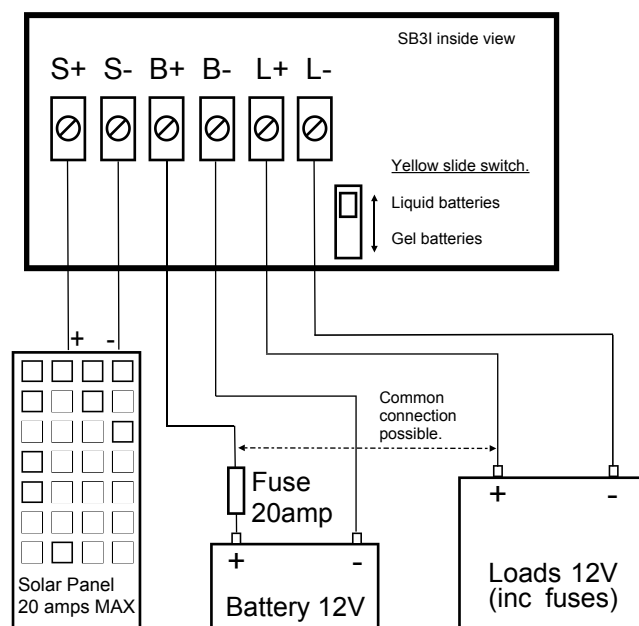 SB3I inside view
S+ S- B+ B- L+ L-
Yellow slide switch.
Liquid batteries
Gel batteries
+ -
Common
connection
possible.
Fuse
20amp
+ -
Battery 12V
+ -
Loads 12V
(inc fuses)
Solar Panel
20 amps MAX